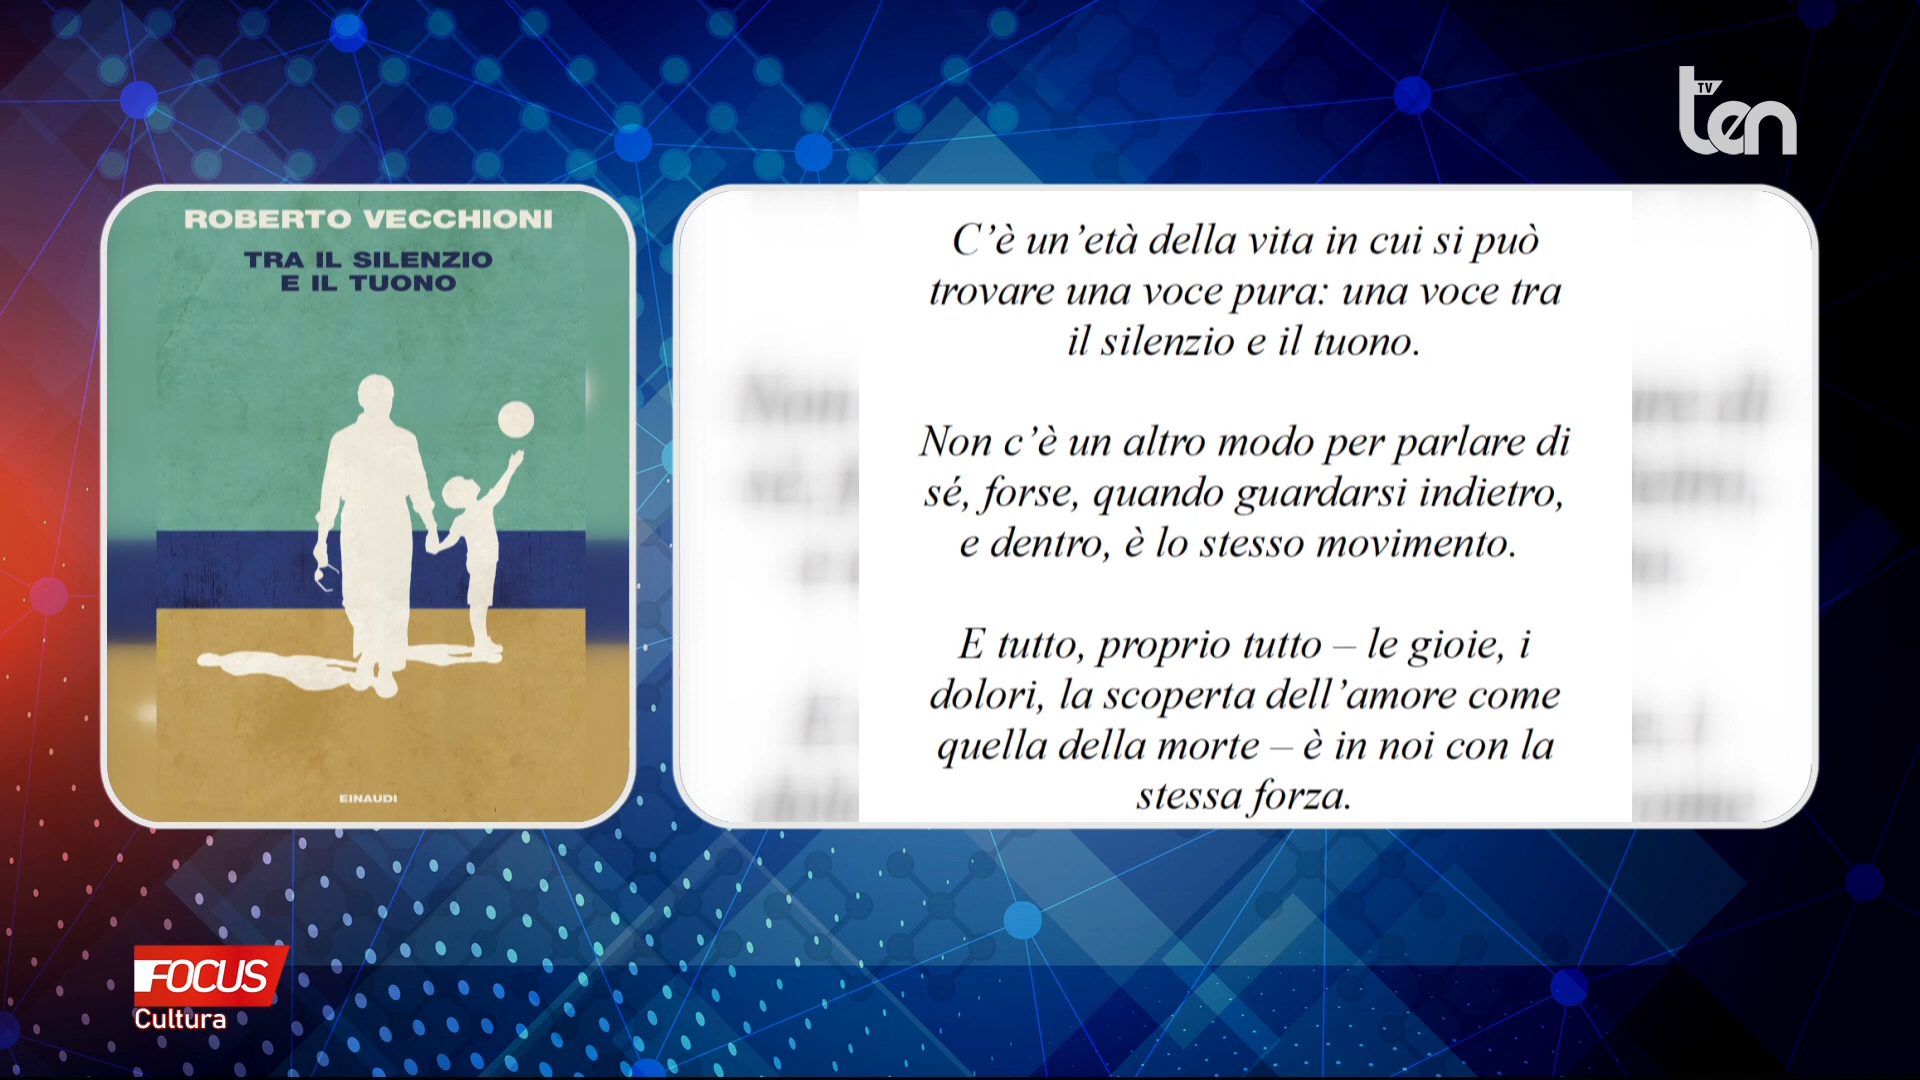 TV
ten
ROBERTO VECCHIONI
TRA IL SILENZIO
E IL TUONO
EINAUDI
C’è un’età della vita in cui si può
trovare una voce pura: una voce tra
il silenzio e il tuono.
Non c’è un altro modo per parlare di
sé, forse, quando guardarsi indietro,
e dentro, è lo stesso movimento.
E tutto, proprio tutto – le gioie, i
dolori, la scoperta dell’amore come
quella della morte – è in noi con la
stessa forza.
FOCUS
Cultura